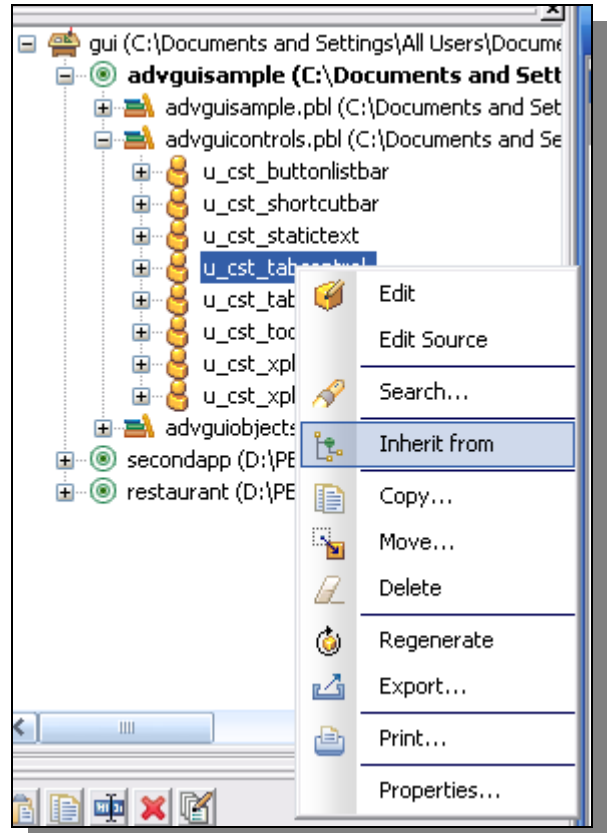 gui (C:\Documents and Settings\All Users\Docume
advguisample (C:\Documents and Sett
advguisample.pbl (C:\Documents and Set
advguicontrols.pbl (C:\Documents and Se
u_cst_buttonlistbar
u_cst_shortcutbar
u_cst_statictext
u_cst_tabcontrol
u_cst_tab
u_cst_too
u_cst_xpl
u_cst_xpl
advguiobjects
secondapp (D:\PE
restaurant (D:\PE
Edit
Edit Source
Search...
Inherit from
Copy...
Move...
Delete
Regenerate
Export...
Print...
Properties...